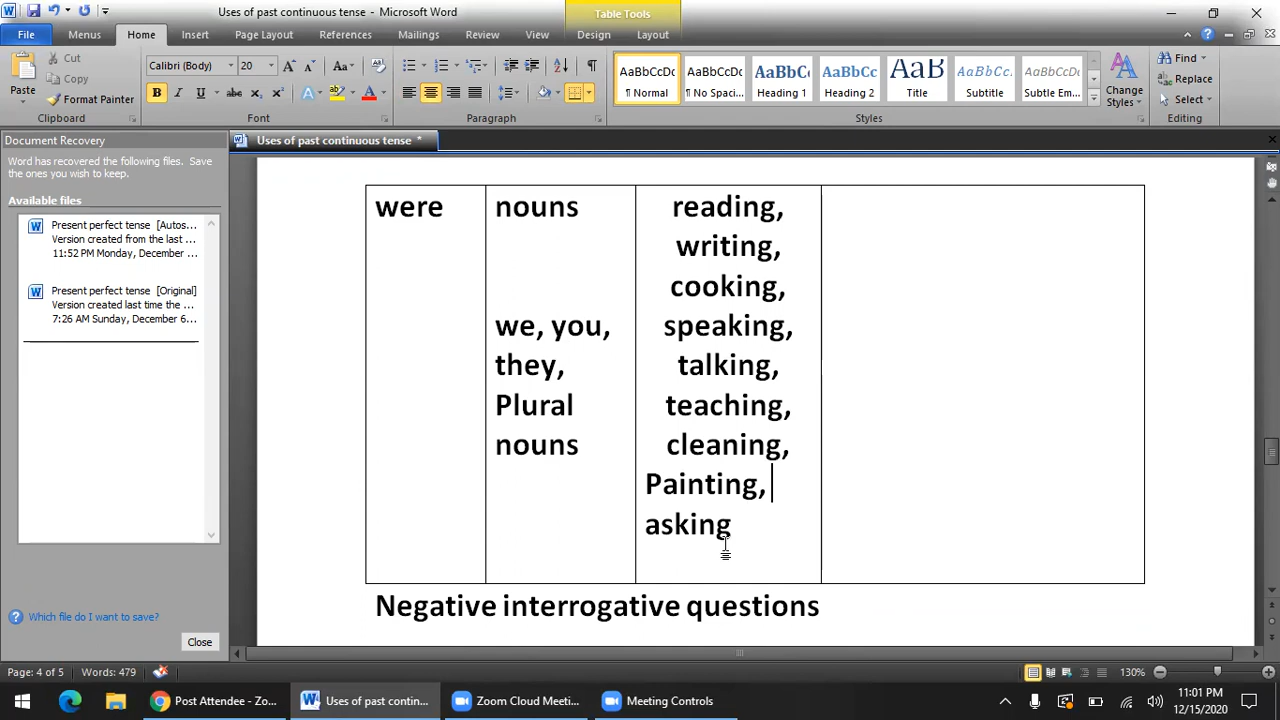 Uses of past continuous tense - Microsoft Word
Table Tools
File Menus Home Insert Page Layout References Mailings Review View Design Layout
Paste
Cut
Copy
Format Painter
Clipboard
Calibri (Body) 20
Font
Paragraph
AaBbCcDc AaBbCcDc AaBbCc AaBbCc AaB AaBbCc AaBbCcDc
¶ Normal ¶ No Spaci... Heading 1 Heading 2 Title Subtitle Subtle Em...
Styles
Change Styles
Find
Replace
Select
Editing
Document Recovery
Word has recovered the following files. Save
the ones you wish to keep.
Available files
Present perfect tense [Autos...
Version created from the last ...
11:52 PM Monday, December ...
Present perfect tense [Original]
Version created last time the ...
7:26 AM Sunday, December 6...
Which file do I want to save?
Close
Uses of past continuous tense *
were
nouns
we, you,
they,
Plural
nouns
reading,
writing,
cooking,
speaking,
talking,
teaching,
cleaning,
Painting,
asking
Negative interrogative questions
Page: 4 of 5 Words: 479 130%
Post Attendee - Zo... Uses of past contin... Zoom Cloud Meeti... Meeting Controls
11:01 PM
12/15/2020